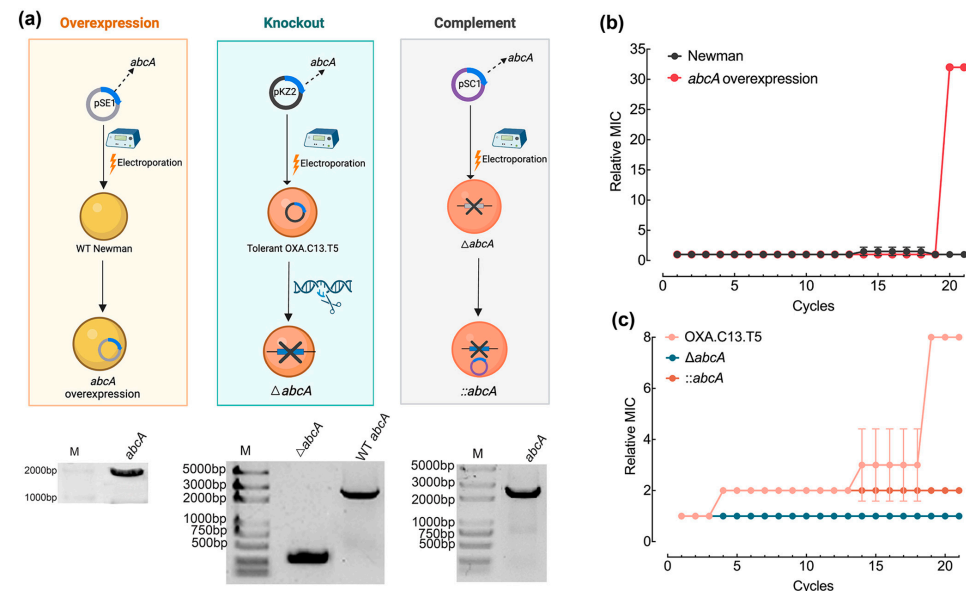 (a)
Overexpression
Knockout
Complement
abcA
pSE1
Electroporation
WT Newman
abcA
overexpression
abcA
pKZ2
Electroporation
Tolerant OXA.C13.T5
△abcA
abcA
pSC1
Electroporation
△abcA
::abcA
M
abcA
2000bp
1000bp
M
△abcA
WT abcA
5000bp
3000bp
2000bp
1000bp
750bp
500bp
M
abcA
5000bp
3000bp
2000bp
1000bp
750bp
500bp
(b)
Newman
abcA overexpression
Relative MIC
35
30
25
20
15
10
5
0
0
5
10
15
20
Cycles
(c)
OXA.C13.T5
ΔabcA
::abcA
Relative MIC
8
6
4
2
0
0
5
10
15
20
Cycles